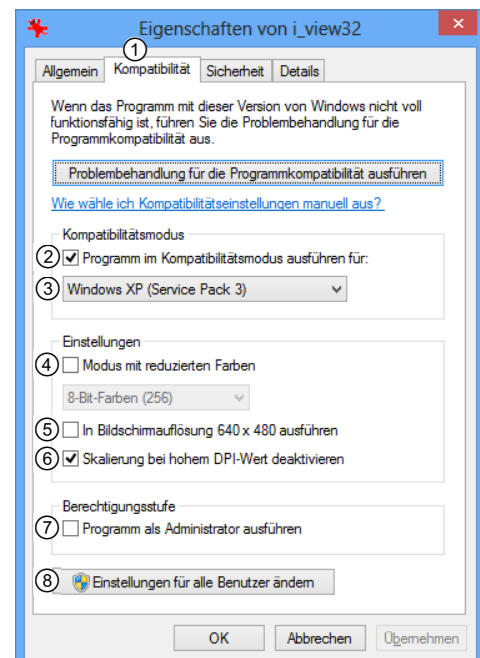 Eigenschaften von i_view32
①
Allgemein Kompatibilität Sicherheit Details
Wenn das Programm mit dieser Version von Windows nicht voll
funktionsfähig ist, führen Sie die Problembehandlung für die
Programmkompatibilität aus.
Problembehandlung für die Programmkompatibilität ausführen
Wie wähle ich Kompatibilitätseinstellungen manuell aus?
Kompatibilitätsmodus
② Programm im Kompatibilitätsmodus ausführen für:
③ Windows XP (Service Pack 3)
Einstellungen
④ Modus mit reduzierten Farben
8-Bit-Farben (256)
⑤ In Bildschirmauflösung 640 x 480 ausführen
⑥ Skalierung bei hohem DPI-Wert deaktivieren
Berechtigungsstufe
⑦ Programm als Administrator ausführen
⑧ Einstellungen für alle Benutzer ändern
OK Abbrechen Übernehmen